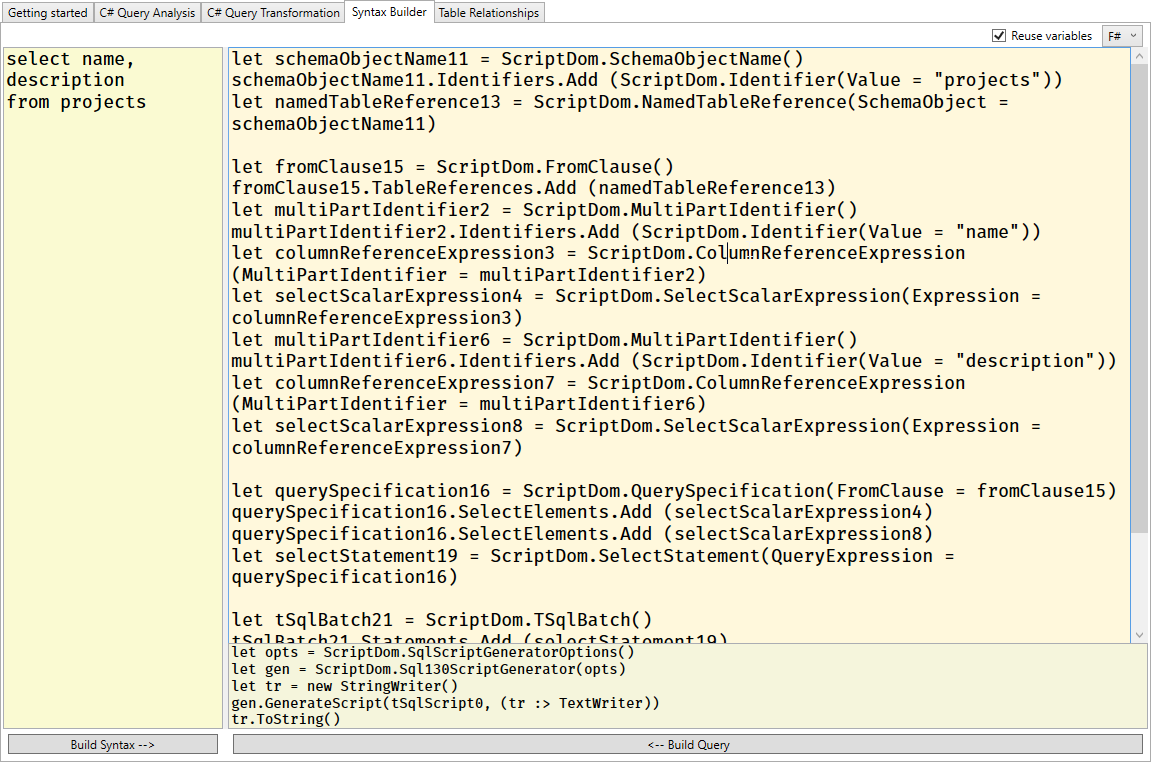 Getting started C# Query Analysis C# Query Transformation Syntax Builder Table Relationships
Reuse variables F#
select name,
description
from projects
let schemaObjectName11 = ScriptDom.SchemaObjectName()
schemaObjectName11.Identifiers.Add (ScriptDom.Identifier(Value = "projects"))
let namedTableReference13 = ScriptDom.NamedTableReference(SchemaObject =
schemaObjectName11)
let fromClause15 = ScriptDom.FromClause()
fromClause15.TableReferences.Add (namedTableReference13)
let multiPartIdentifier2 = ScriptDom.MultiPartIdentifier()
multiPartIdentifier2.Identifiers.Add (ScriptDom.Identifier(Value = "name"))
let columnReferenceExpression3 = ScriptDom.ColumnReferenceExpression
(MultiPartIdentifier = multiPartIdentifier2)
let selectScalarExpression4 = ScriptDom.SelectScalarExpression(Expression =
columnReferenceExpression3)
let multiPartIdentifier6 = ScriptDom.MultiPartIdentifier()
multiPartIdentifier6.Identifiers.Add (ScriptDom.Identifier(Value = "description"))
let columnReferenceExpression7 = ScriptDom.ColumnReferenceExpression
(MultiPartIdentifier = multiPartIdentifier6)
let selectScalarExpression8 = ScriptDom.SelectScalarExpression(Expression =
columnReferenceExpression7)
let querySpecification16 = ScriptDom.QuerySpecification(FromClause = fromClause15)
querySpecification16.SelectElements.Add (selectScalarExpression4)
querySpecification16.SelectElements.Add (selectScalarExpression8)
let selectStatement19 = ScriptDom.SelectStatement(QueryExpression =
querySpecification16)
let tSqlBatch21 = ScriptDom.TSqlBatch()
tSqlBatch21.Statements.Add (selectStatement19)
let opts = ScriptDom.SqlScriptGeneratorOptions()
let gen = ScriptDom.Sql130ScriptGenerator(opts)
let tr = new StringWriter()
gen.GenerateScript(tSqlScript0, (tr :> TextWriter))
tr.ToString()
Build Syntax --> <-- Build Query